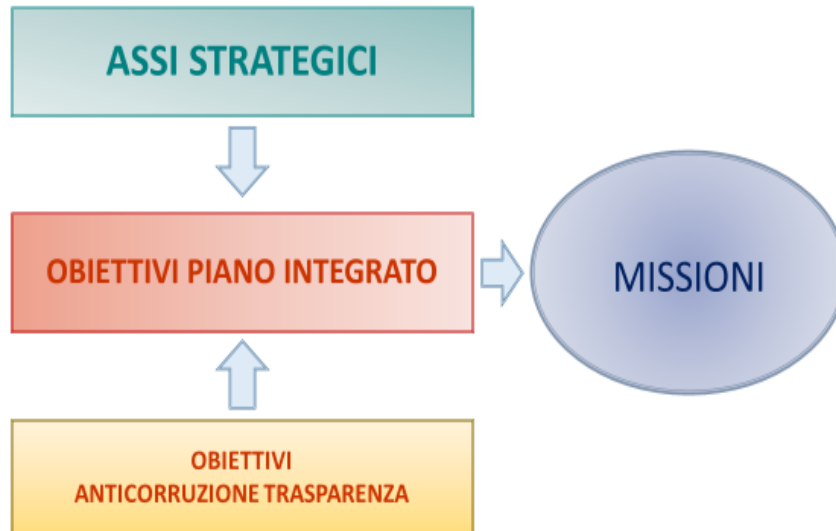 ASSI STRATEGICI
OBIETTIVI PIANO INTEGRATO
MISSIONI
OBIETTIVI
ANTICORRUZIONE TRASPARENZA